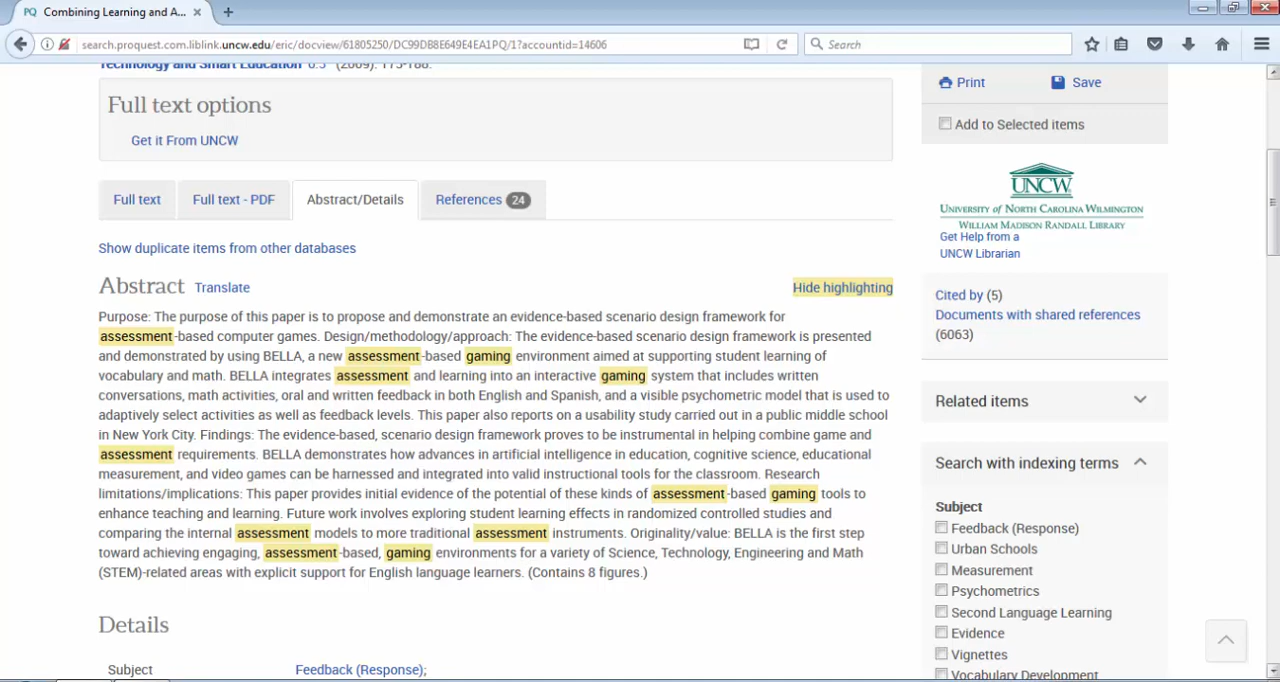 PQ Combining Learning and A... × +
search.proquest.com.liblink.uncw.edu/eric/docview/61805250/DC99DB8E649E4EA1PQ/1?accountid=14606
Search
Technology and Smart Education 6.3 (2009): 175-188.
Full text options
Get it From UNCW
Full text
Full text - PDF
Abstract/Details
References 24
Show duplicate items from other databases
Abstract Translate
Hide highlighting
Purpose: The purpose of this paper is to propose and demonstrate an evidence-based scenario design framework for
assessment-based computer games. Design/methodology/approach: The evidence-based scenario design framework is presented
and demonstrated by using BELLA, a new assessment-based gaming environment aimed at supporting student learning of
vocabulary and math. BELLA integrates assessment and learning into an interactive gaming system that includes written
conversations, math activities, oral and written feedback in both English and Spanish, and a visible psychometric model that is used to
adaptively select activities as well as feedback levels. This paper also reports on a usability study carried out in a public middle school
in New York City. Findings: The evidence-based, scenario design framework proves to be instrumental in helping combine game and
assessment requirements. BELLA demonstrates how advances in artificial intelligence in education, cognitive science, educational
measurement, and video games can be harnessed and integrated into valid instructional tools for the classroom. Research
limitations/implications: This paper provides initial evidence of the potential of these kinds of assessment-based gaming tools to
enhance teaching and learning. Future work involves exploring student learning effects in randomized controlled studies and
comparing the internal assessment models to more traditional assessment instruments. Originality/value: BELLA is the first step
toward achieving engaging, assessment-based, gaming environments for a variety of Science, Technology, Engineering and Math
(STEM)-related areas with explicit support for English language learners. (Contains 8 figures.)
Details
Subject
Feedback (Response);
Print
Save
Add to Selected items
UNCW
UNIVERSITY OF NORTH CAROLINA WILMINGTON
WILLIAM MADISON RANDALL LIBRARY
Get Help from a
UNCW Librarian
Cited by (5)
Documents with shared references
(6063)
Related items
Search with indexing terms
Subject
Feedback (Response)
Urban Schools
Measurement
Psychometrics
Second Language Learning
Evidence
Vignettes
Vocabulary Development